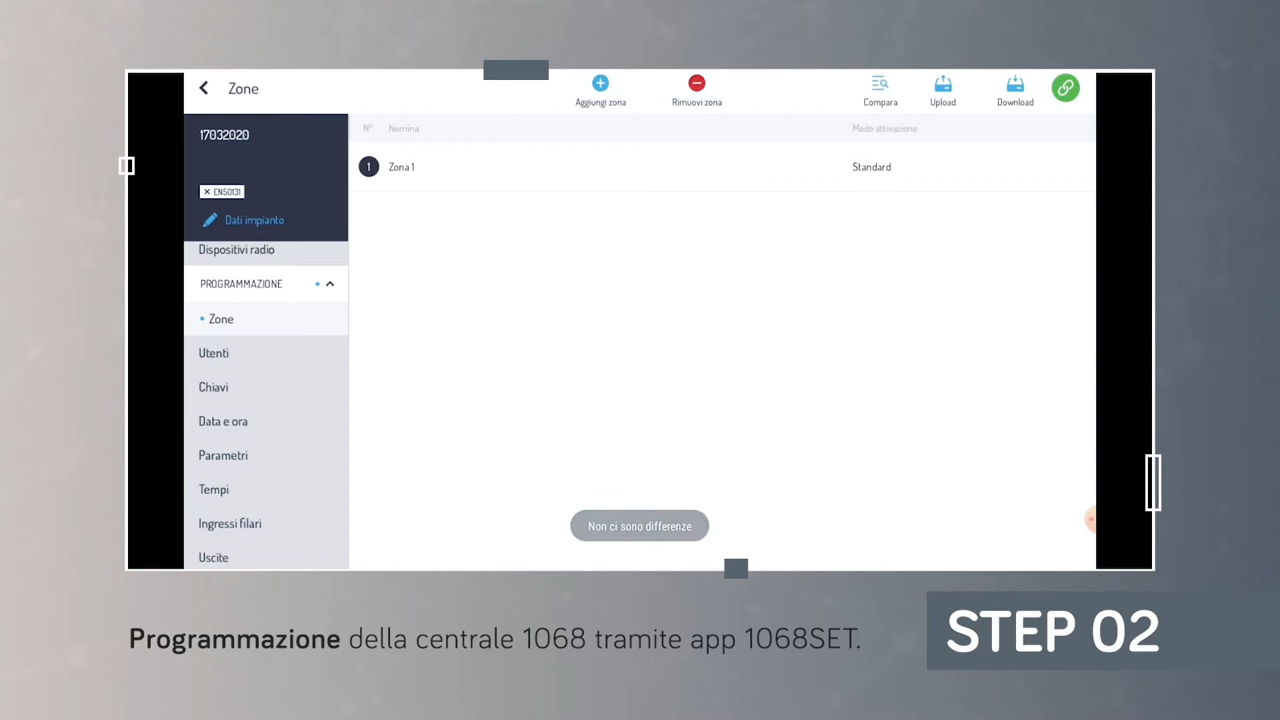 Zone
Aggiungi zona
Rimuovi zona
Compara
Upload
Download
17032020
× EN50131
Dati impianto
N° Nomina Modo attivazione
1 Zona 1 Standard
Dispositivi radio
PROGRAMMAZIONE
• Zone
Utenti
Chiavi
Data e ora
Parametri
Tempi
Ingressi filari
Uscite
Non ci sono differenze
Programmazione della centrale 1068 tramite app 1068SET.
STEP 02